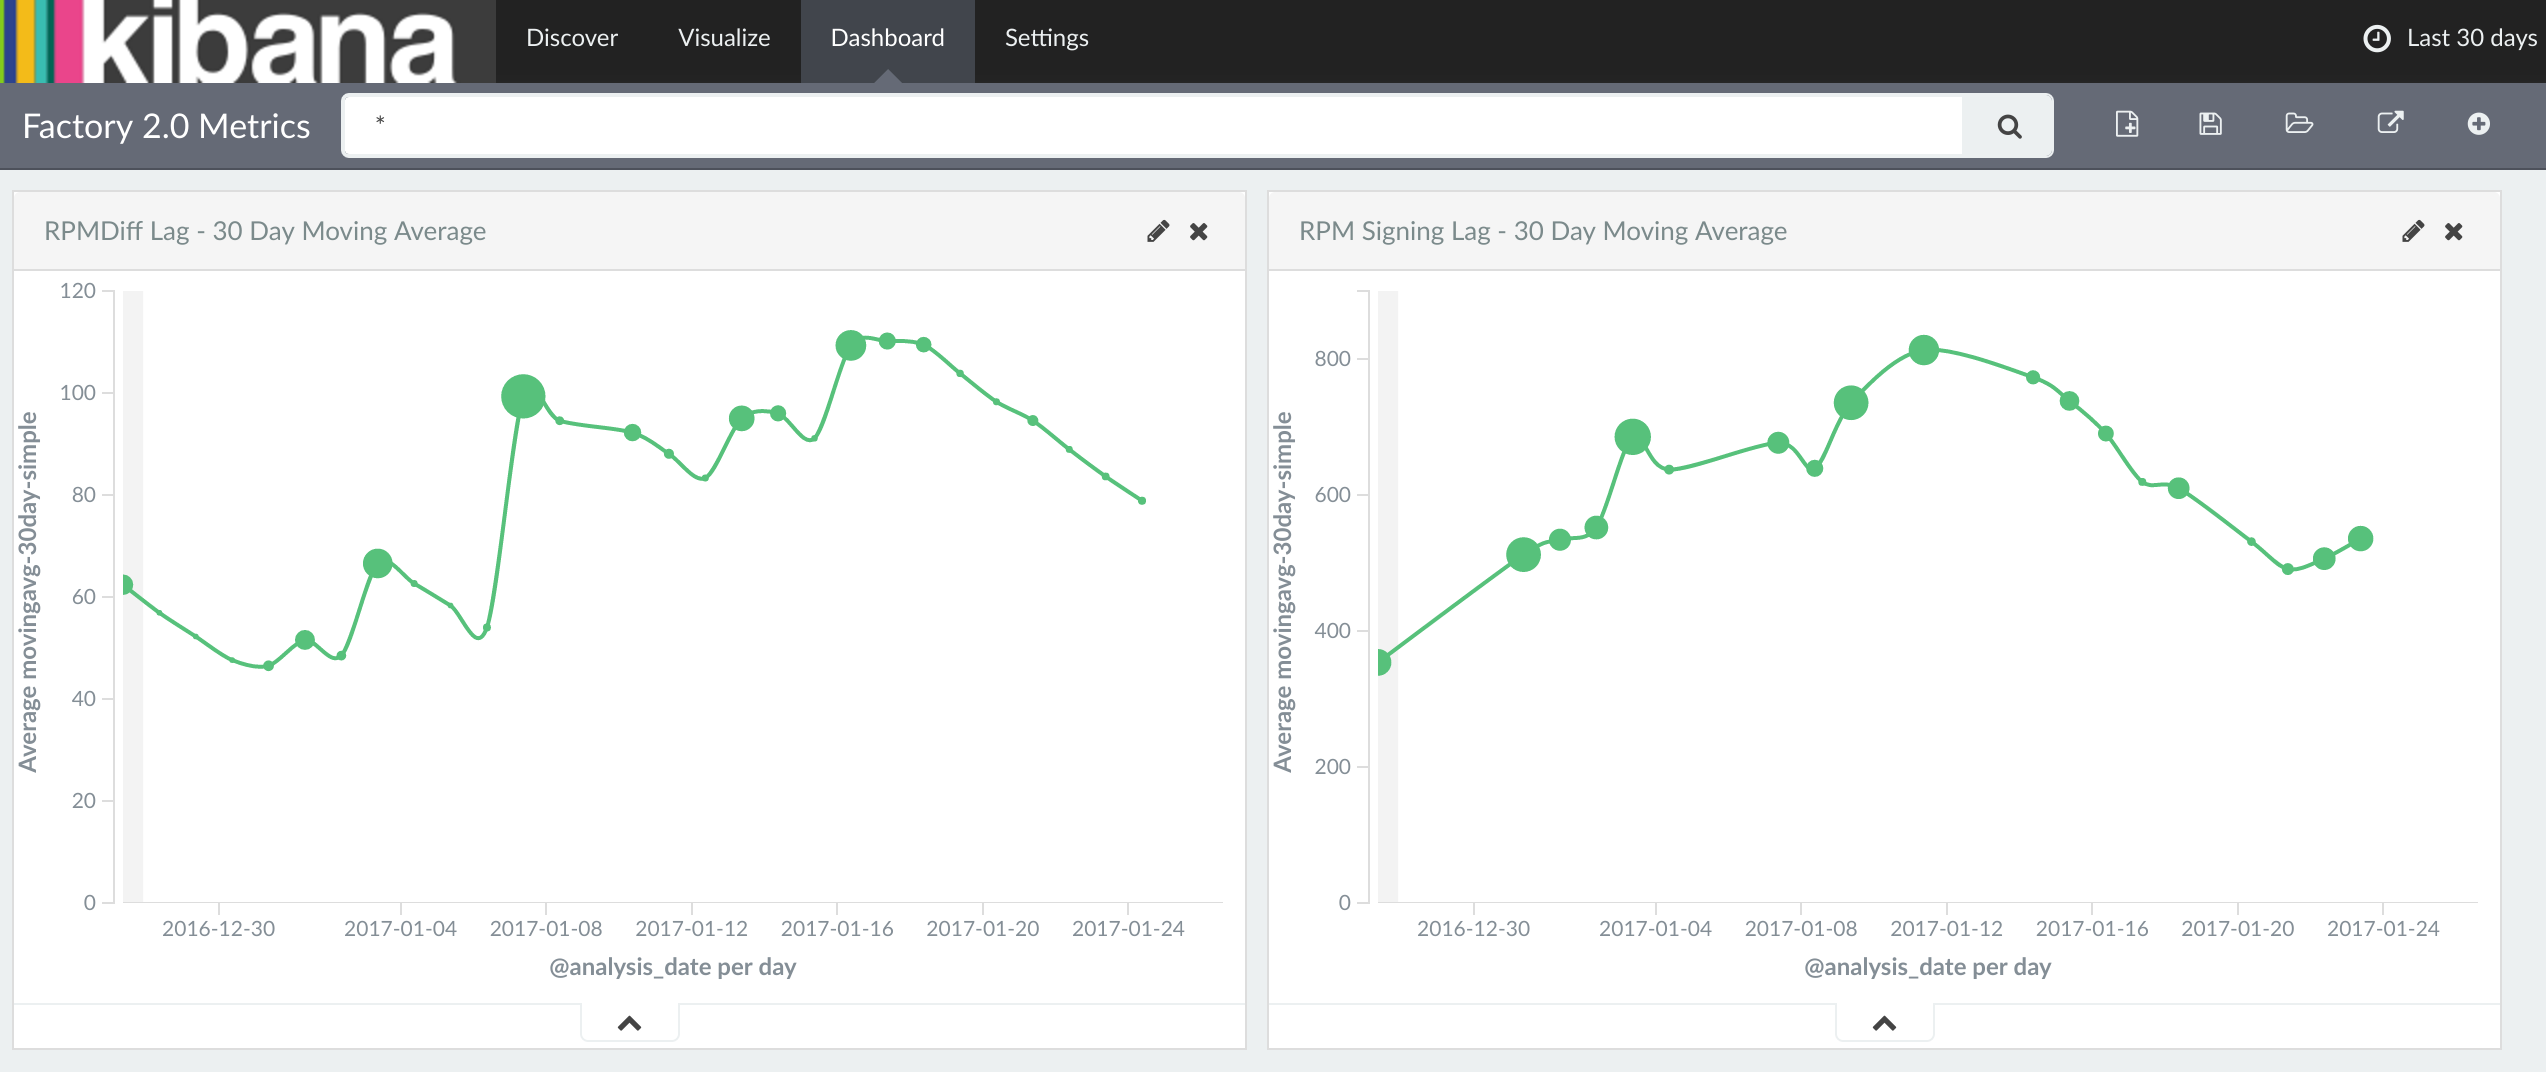 kibana
Discover
Visualize
Dashboard
Settings
Last 30 days
Factory 2.0 Metrics
*
RPMDiff Lag - 30 Day Moving Average
Average movingavg-30day-simple
120
100
80
60
40
20
0
2016-12-30 2017-01-04 2017-01-08 2017-01-12 2017-01-16 2017-01-20 2017-01-24
@analysis_date per day
RPM Signing Lag - 30 Day Moving Average
Average movingavg-30day-simple
800
600
400
200
0
2016-12-30 2017-01-04 2017-01-08 2017-01-12 2017-01-16 2017-01-20 2017-01-24
@analysis_date per day